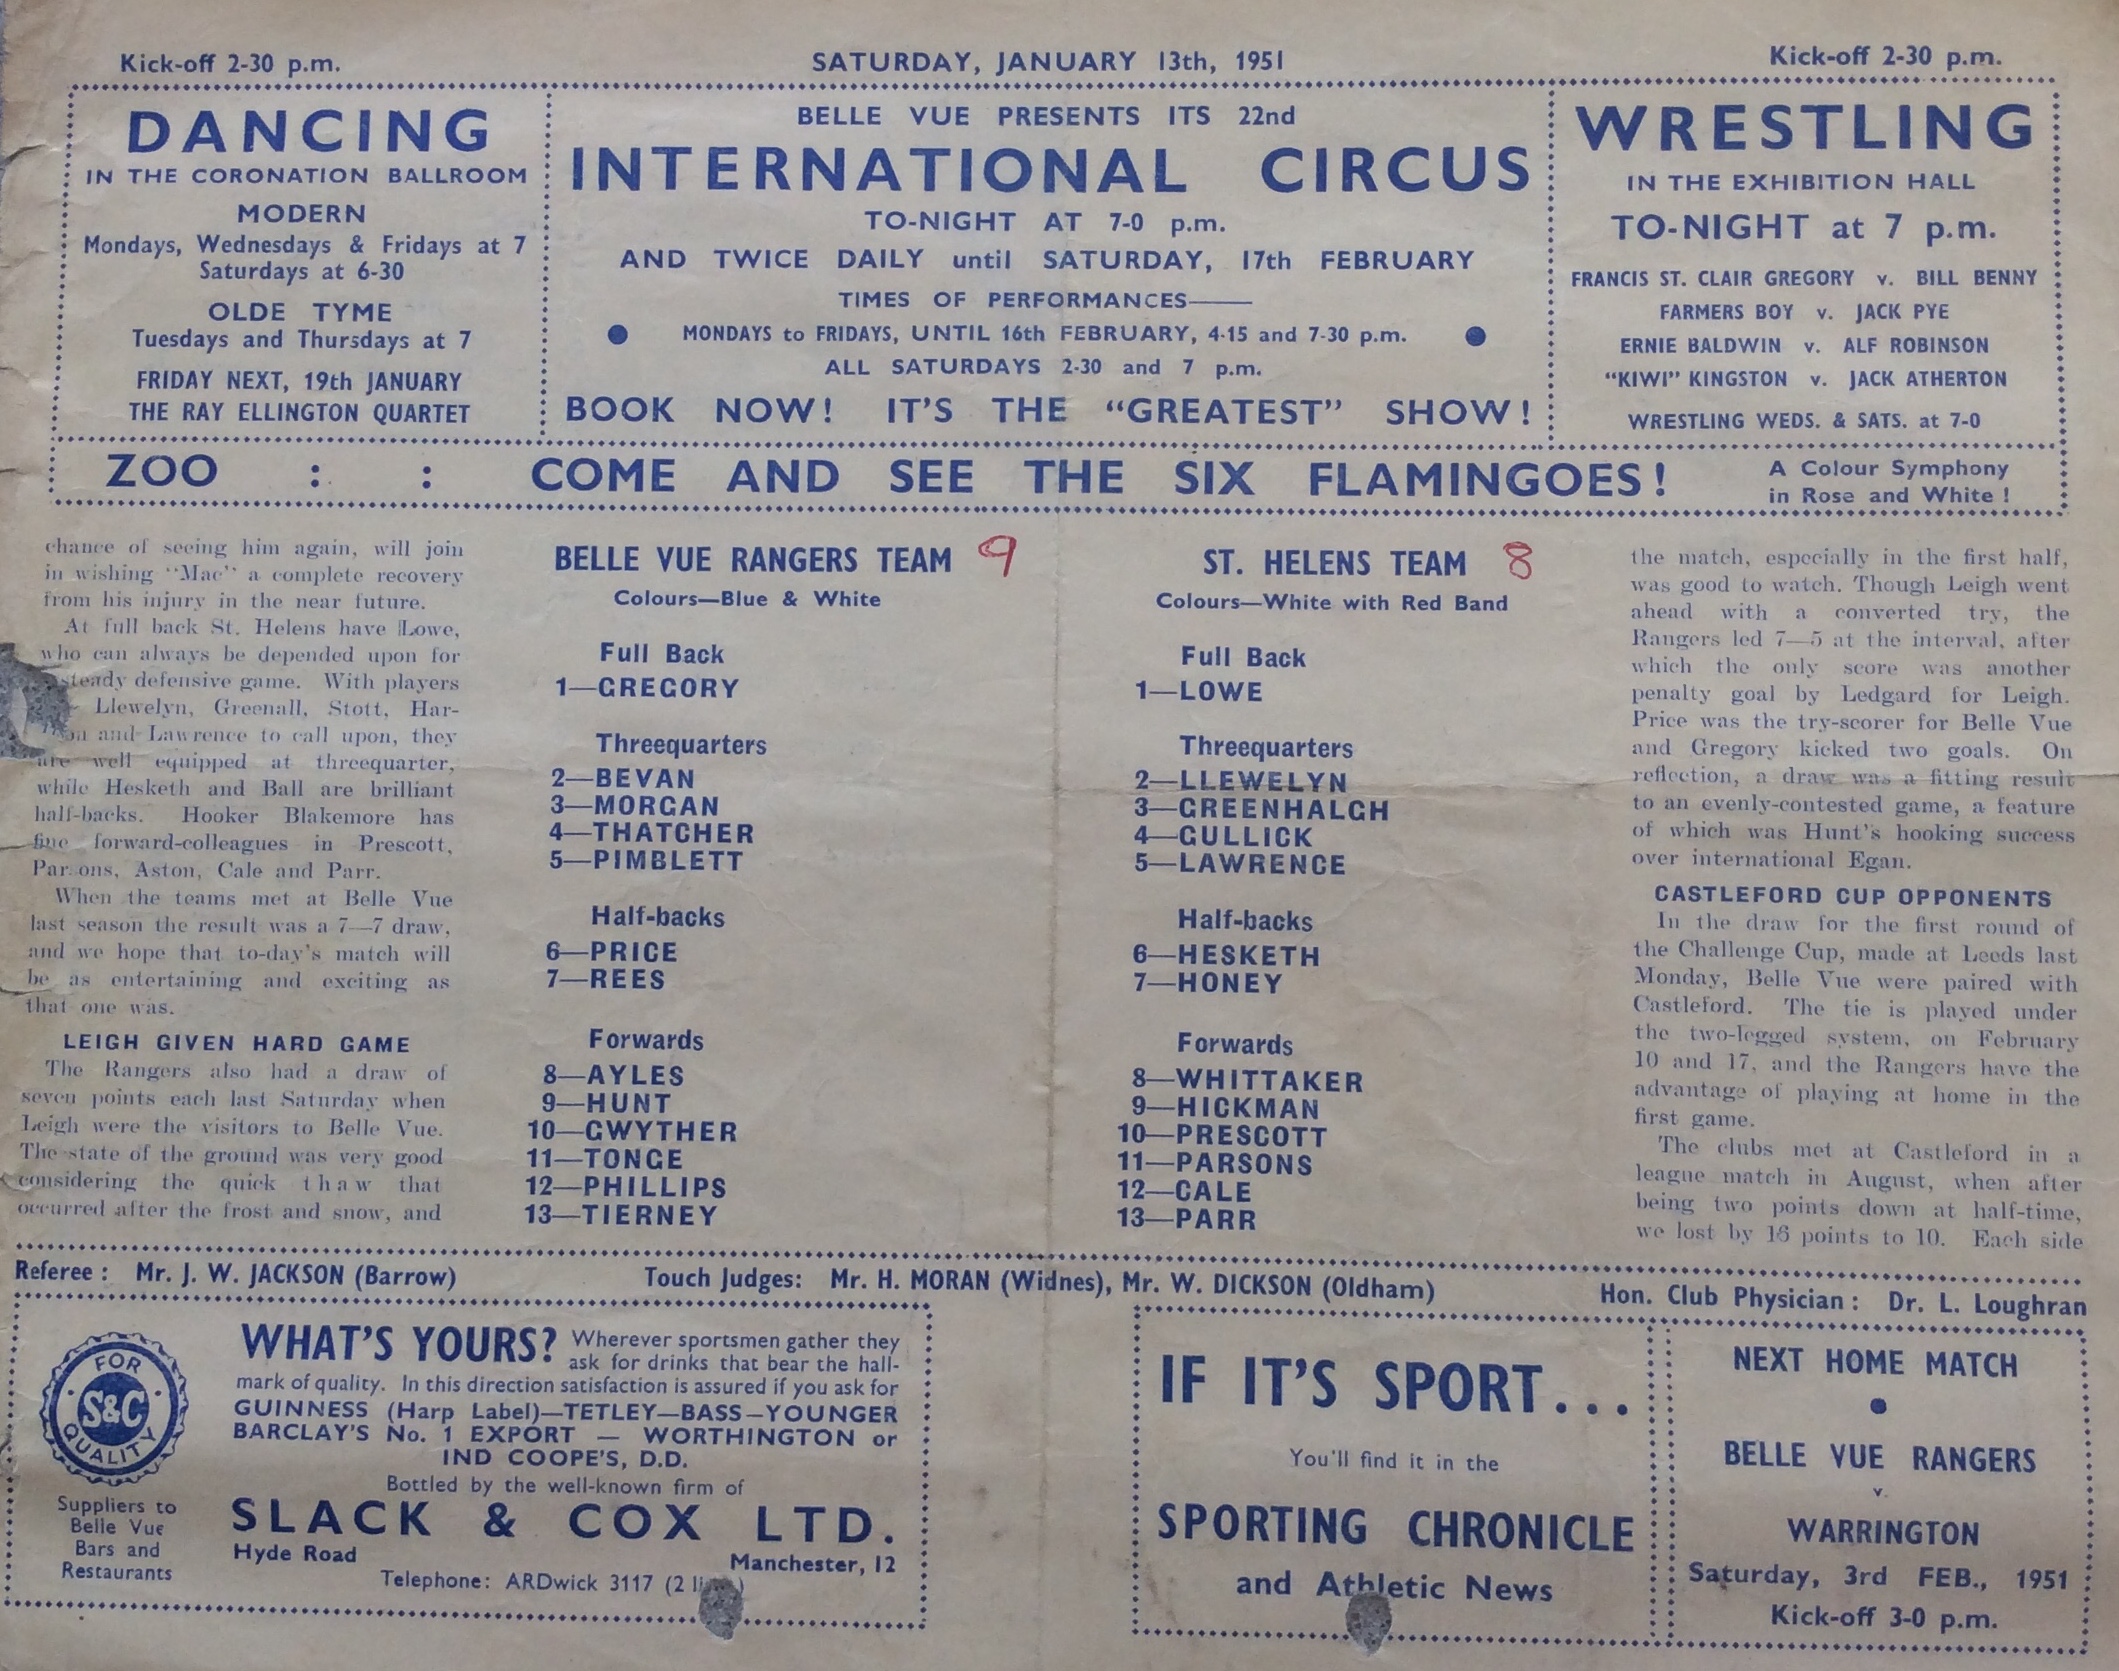 Kick-off 2-30 p.m.
SATURDAY, JANUARY 13th, 1951
Kick-off 2-30 p.m.
DANCING
IN THE CORONATION BALLROOM
MODERN
Mondays, Wednesdays & Fridays at 7
Saturdays at 6-30
OLDE TYME
Tuesdays and Thursdays at 7
FRIDAY NEXT, 19th JANUARY
THE RAY ELLINGTON QUARTET
BELLE VUE PRESENTS ITS 22nd
INTERNATIONAL CIRCUS
TO-NIGHT AT 7-0 p.m.
AND TWICE DAILY until SATURDAY, 17th FEBRUARY
TIMES OF PERFORMANCES——
● MONDAYS to FRIDAYS, UNTIL 16th FEBRUARY, 4-15 and 7-30 p.m. ●
ALL SATURDAYS 2-30 and 7 p.m.
BOOK NOW! IT'S THE "GREATEST" SHOW!
WRESTLING
IN THE EXHIBITION HALL
TO-NIGHT at 7 p.m.
FRANCIS ST. CLAIR GREGORY v. BILL BENNY
FARMERS BOY v. JACK PYE
ERNIE BALDWIN v. ALF ROBINSON
"KIWI" KINGSTON v. JACK ATHERTON
WRESTLING WEDS. & SATS. at 7-0
ZOO : : COME AND SEE THE SIX FLAMINGOES!
A Colour Symphony
in Rose and White!
chance of seeing him again, will join
in wishing "Mac" a complete recovery
from his injury in the near future.
At full back St. Helens have Lowe,
who can always be depended upon for
steady defensive game. With players
Llewelyn, Greenall, Stott, Har-
and Lawrence to call upon, they
are well equipped at threequarter,
while Hesketh and Ball are brilliant
half-backs. Hooker Blakemore has
fine forward-colleagues in Prescott,
Parsons, Aston, Cale and Parr.
When the teams met at Belle Vue
last season the result was a 7—7 draw,
and we hope that to-day's match will
be as entertaining and exciting as
that one was.
LEIGH GIVEN HARD GAME
The Rangers also had a draw of
seven points each last Saturday when
Leigh were the visitors to Belle Vue.
The state of the ground was very good
considering the quick thaw that
occurred after the frost and snow, and
BELLE VUE RANGERS TEAM 9
Colours—Blue & White
Full Back
1—GREGORY
Threequarters
2—BEVAN
3—MORGAN
4—THATCHER
5—PIMBLETT
Half-backs
6—PRICE
7—REES
Forwards
8—AYLES
9—HUNT
10—GWYTHER
11—TONGE
12—PHILLIPS
13—TIERNEY
ST. HELENS TEAM 8
Colours—White with Red Band
Full Back
1—LOWE
Threequarters
2—LLEWELYN
3—GREENHALGH
4—GULLICK
5—LAWRENCE
Half-backs
6—HESKETH
7—HONEY
Forwards
8—WHITTAKER
9—HICKMAN
10—PRESCOTT
11—PARSONS
12—CALE
13—PARR
the match, especially in the first half,
was good to watch. Though Leigh went
ahead with a converted try, the
Rangers led 7—5 at the interval, after
which the only score was another
penalty goal by Ledgard for Leigh.
Price was the try-scorer for Belle Vue
and Gregory kicked two goals. On
reflection, a draw was a fitting result
to an evenly-contested game, a feature
of which was Hunt's hooking success
over international Egan.
CASTLEFORD CUP OPPONENTS
In the draw for the first round of
the Challenge Cup, made at Leeds last
Monday, Belle Vue were paired with
Castleford. The tie is played under
the two-legged system, on February
10 and 17, and the Rangers have the
advantage of playing at home in the
first game.
The clubs met at Castleford in a
league match in August, when after
being two points down at half-time,
we lost by 16 points to 10. Each side
Referee: Mr. J. W. JACKSON (Barrow)
Touch Judges: Mr. H. MORAN (Widnes), Mr. W. DICKSON (Oldham)
Hon. Club Physician: Dr. L. Loughran
FOR
S&C
QUALITY
Suppliers to
Belle Vue
Bars and
Restaurants
WHAT'S YOURS? Wherever sportsmen gather they
ask for drinks that bear the hall-
mark of quality. In this direction satisfaction is assured if you ask for
GUINNESS (Harp Label)—TETLEY—BASS—YOUNGER
BARCLAY'S No. 1 EXPORT — WORTHINGTON or
IND COOPE'S, D.D.
Bottled by the well-known firm of
SLACK & COX LTD.
Hyde Road
Manchester, 12
Telephone: ARDwick 3117 (2
IF IT'S SPORT...
You'll find it in the
SPORTING CHRONICLE
and Athletic News
NEXT HOME MATCH
●
BELLE VUE RANGERS
v.
WARRINGTON
Saturday, 3rd FEB., 1951
Kick-off 3-0 p.m.